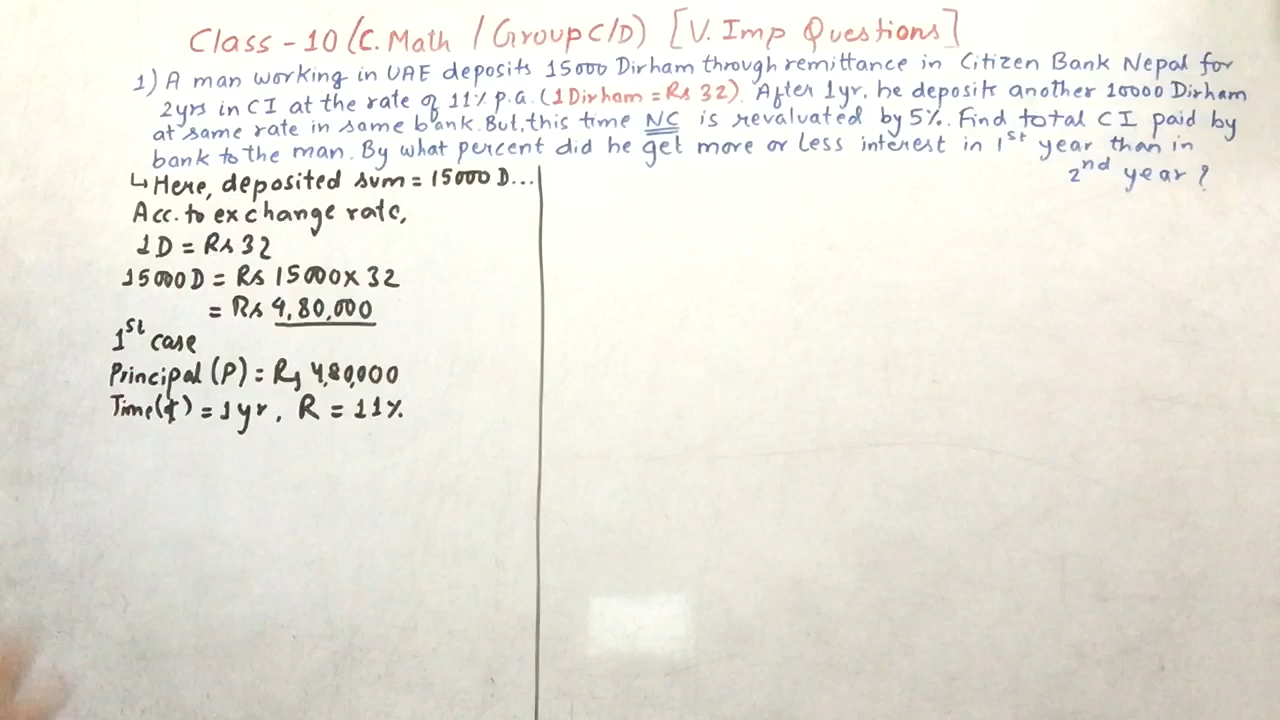 Class - 10 (C. Math / Group C/D) [V. Imp Questions]
1) A man working in UAE deposits 15000 Dirham through remittance in Citizen Bank Nepal for
2yrs in CI at the rate of 11% p.a. (1 Dirham = Rs 32). After 1yr, he deposits another 10000 Dirham
at same rate in same bank. But, this time NC is revaluated by 5%. Find total CI paid by
bank to the man. By what percent did he get more or less interest in 1st year than in
2nd year ?
↳ Here, deposited sum = 15000 D...
Acc. to exchange rate,
1D = Rs 32
15000D = Rs 15000 x 32
= Rs 4,80,000
1st case
Principal (P) = Rs 4,80,000
Time(t) = 1yr, R = 11%